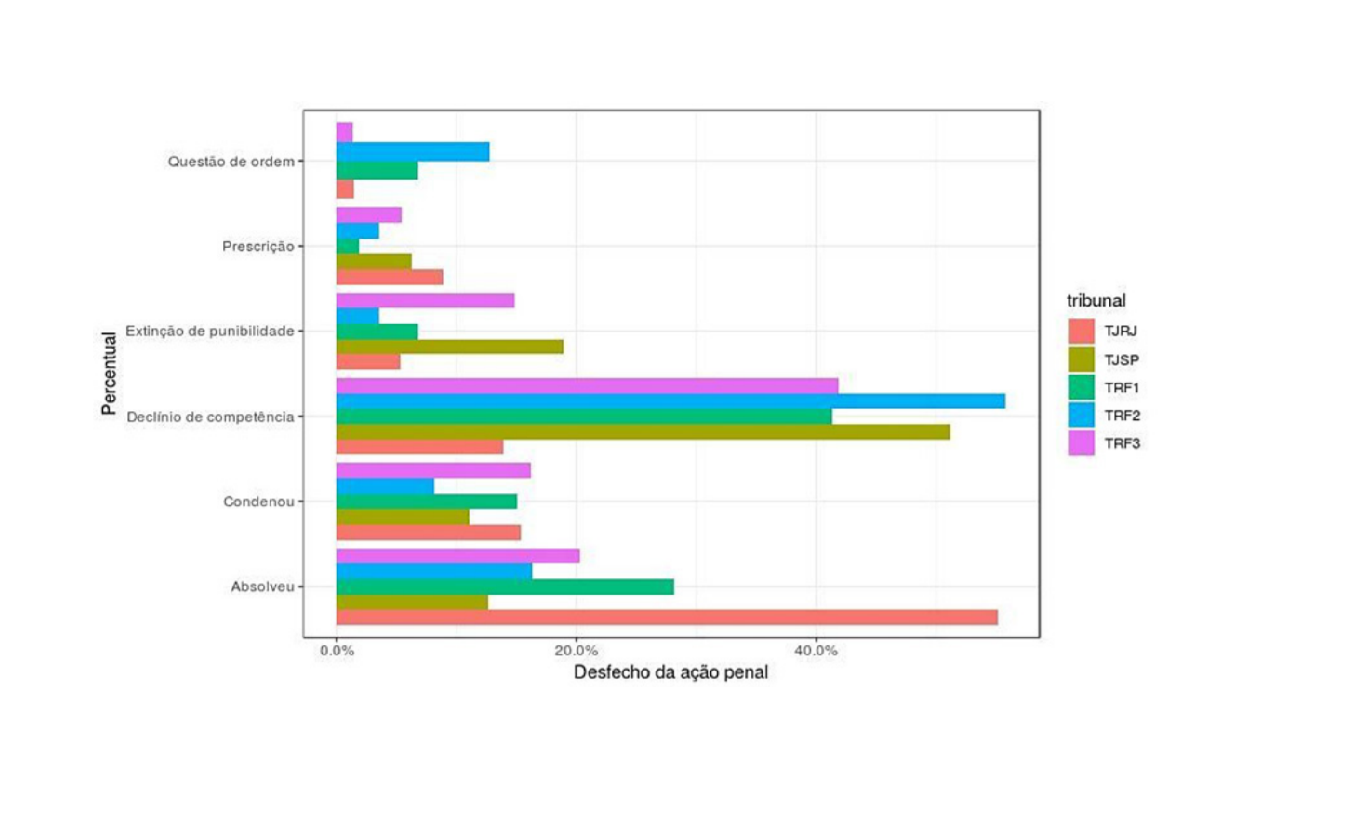 Questão de ordem
Prescrição
Extinção de punibilidade
Declínio de competência
Condenou
Absolveu
Percentual
0.0%
20.0%
40.0%
Desfecho da ação penal
tribunal
TJRJ
TJSP
TRF1
TRF2
TRF3